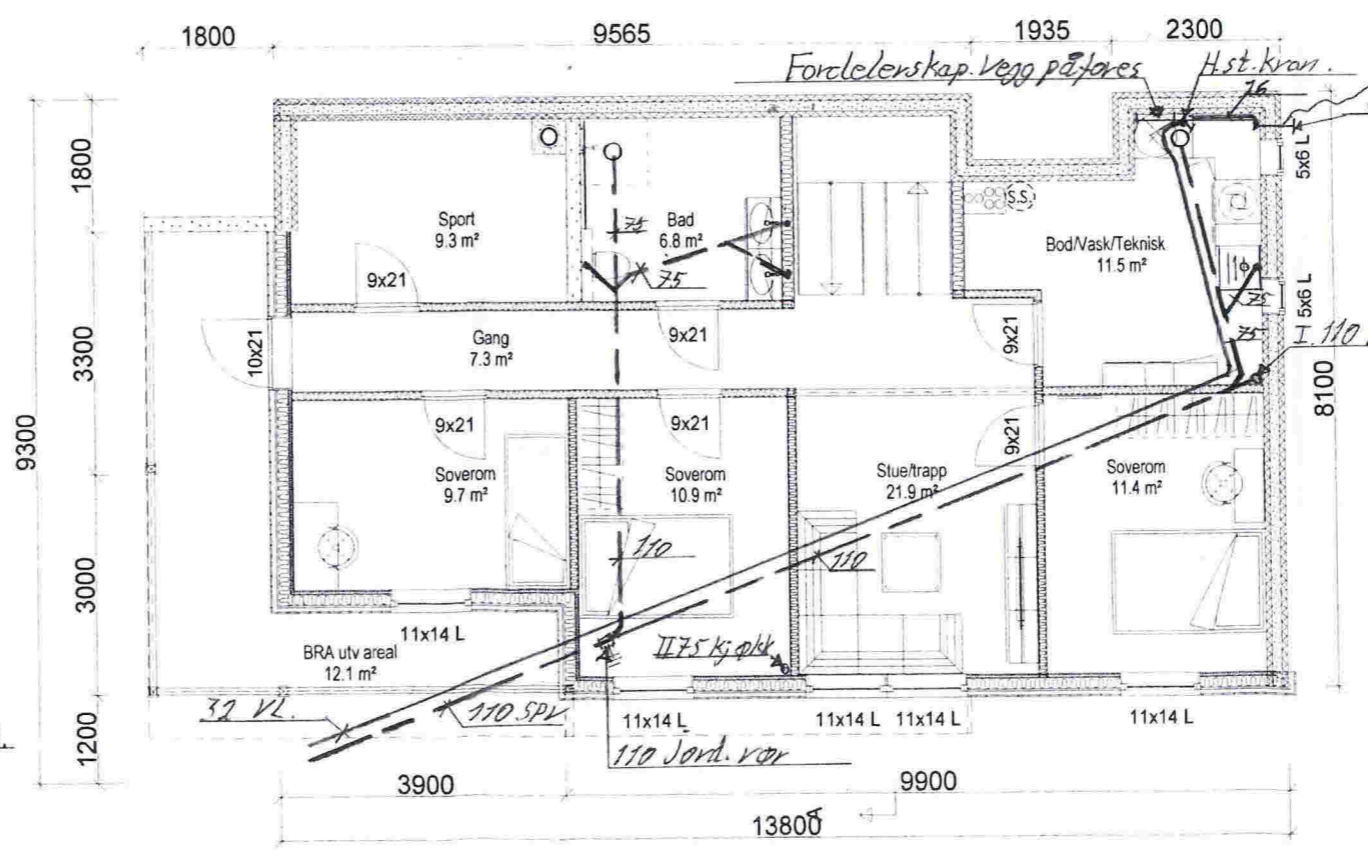 1800
9565
1935
2300
Fordelerskap. Vegg påfores
H.st.kran.
16
1800
3300
3000
1200
9300
8100
Sport
9.3 m²
Bad
6.8 m²
75
75
S.S.
Bod/Vask/Teknisk
11.5 m²
5x6 L
5x6 L
75
75
I. 110
9x21
10x21
Gang
7.3 m²
9x21
9x21
9x21
9x21
9x21
Soverom
9.7 m²
Soverom
10.9 m²
Stue/trapp
21.9 m²
Soverom
11.4 m²
110
110
11x14 L
BRA utv areal
12.1 m²
II 75 kjøkk
32 VL.
110 SPV
11x14 L
11x14 L
11x14 L
11x14 L
110 Jord. rør
3900
9900
13800
A